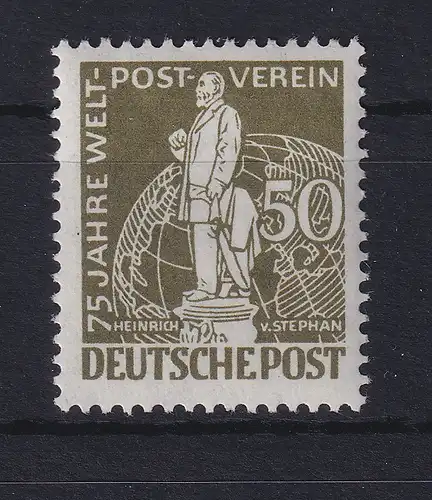 75 JAHRE WELT-POST-VEREIN
50
HEINRICH V. STEPHAN
DEUTSCHE POST